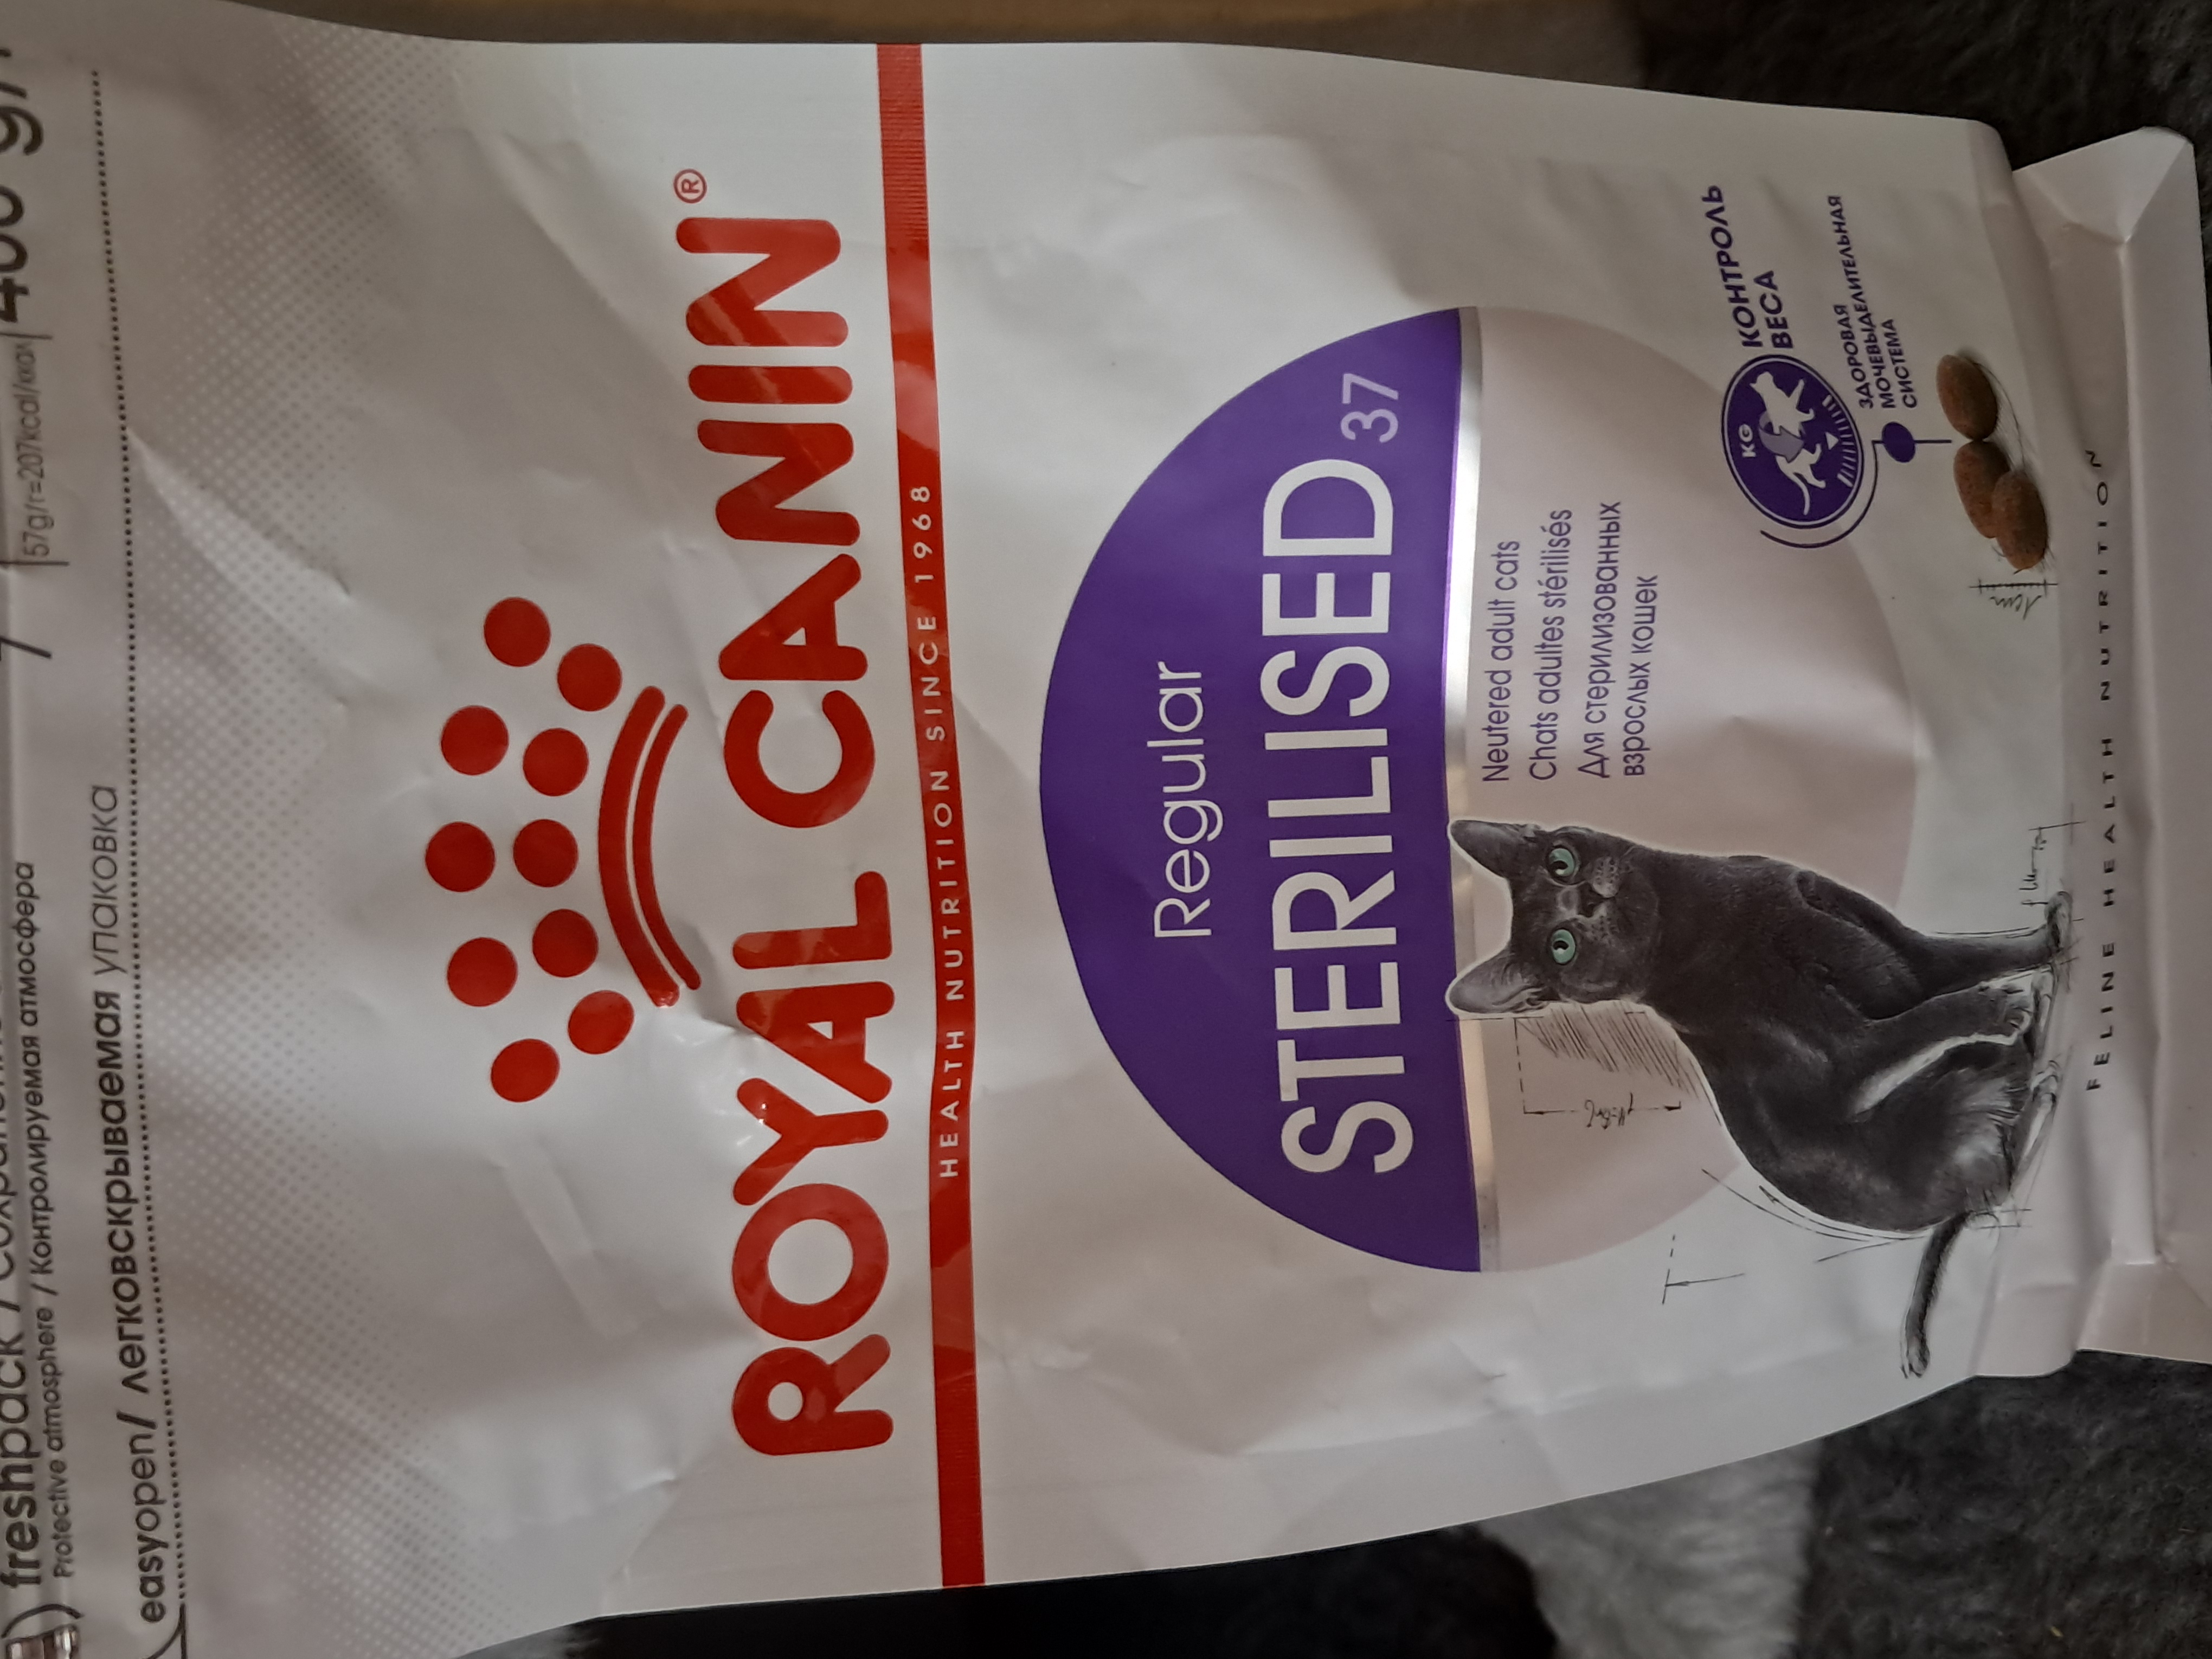 freshpack /
400 g/г
Protective atmosphere / Контролируемая атмосфера
57g/г=207kcal/ккал
easyopen/ легковскрываемая упаковка
ROYAL CANIN®
HEALTH NUTRITION SINCE 1968
Regular
STERILISED 37
Neutered adult cats
Chats adultes stérilisés
Для стерилизованных
взрослых кошек
KG
КОНТРОЛЬ
ВЕСА
ЗДОРОВАЯ
МОЧЕВЫДЕЛИТЕЛЬНАЯ
СИСТЕМА
1cm
FELINE HEALTH NUTRITION